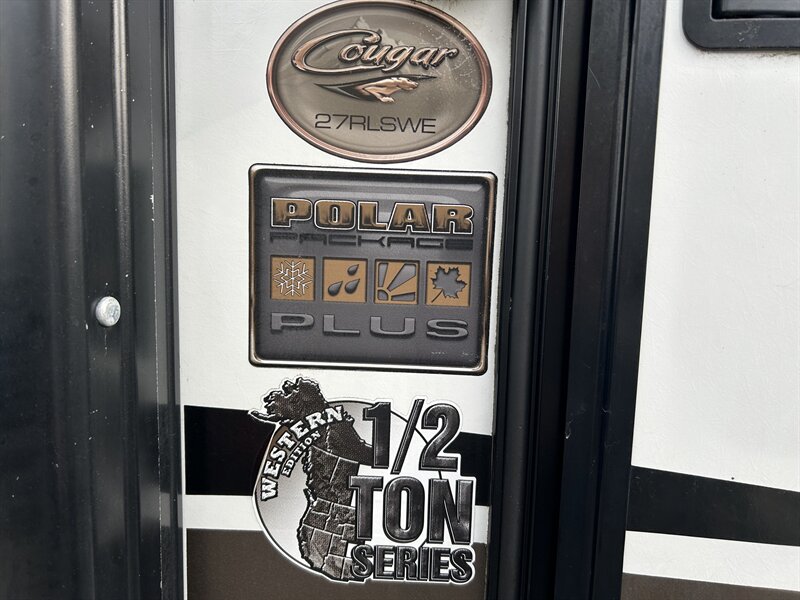 Cougar
27RLSWE
POLAR
PACKAGE
PLUS
WESTERN
EDITION
1/2
TON
SERIES